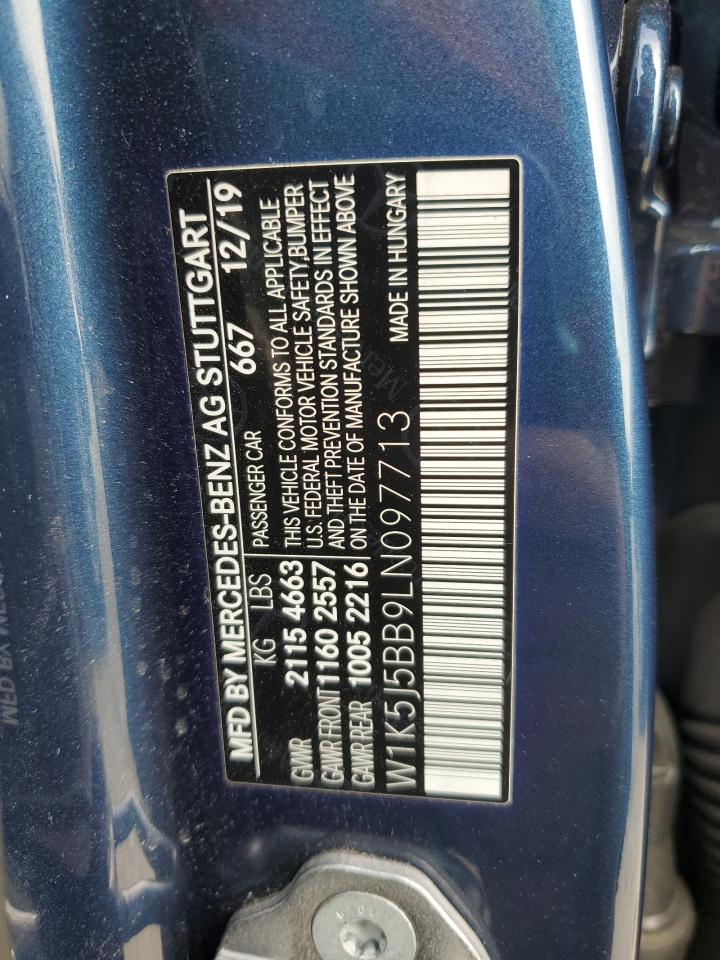 MFD BY MERCEDES-BENZ AG STUTTGART
KG LBS PASSENGER CAR 667 12/19
GVWR 2115 4663 THIS VEHICLE CONFORMS TO ALL APPLICABLE
GAWR FRONT 1160 2557 U.S. FEDERAL MOTOR VEHICLE SAFETY,BUMPER
GAWR REAR 1005 2216 AND THEFT PREVENTION STANDARDS IN EFFECT
ON THE DATE OF MANUFACTURE SHOWN ABOVE
W1K5J5BB9LN097713 MADE IN HUNGARY